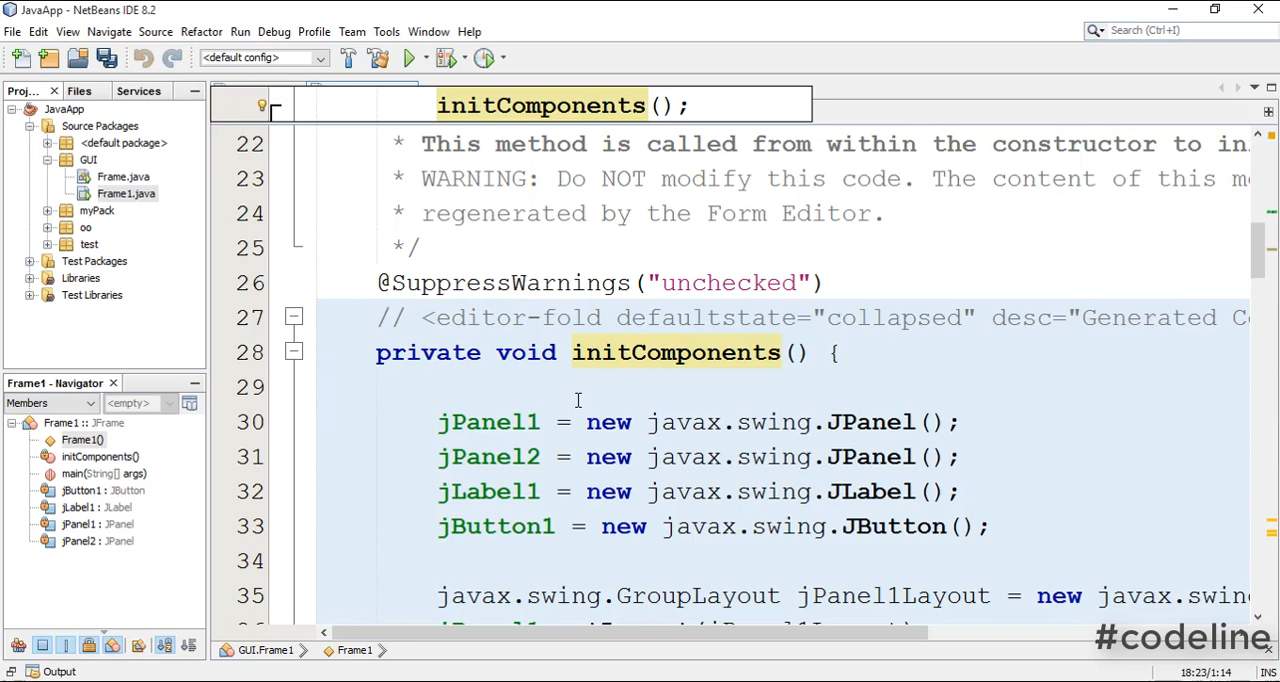 JavaApp - NetBeans IDE 8.2
File Edit View Navigate Source Refactor Run Debug Profile Team Tools Window Help
Search (Ctrl+I)
<default config>
Proj... Files Services
JavaApp
Source Packages
<default package>
GUI
Frame.java
Frame1.java
myPack
oo
test
Test Packages
Libraries
Test Libraries
Frame1 - Navigator
Members <empty>
Frame1 :: JFrame
Frame1()
initComponents()
main(String[] args)
jButton1 : JButton
jLabel1 : JLabel
jPanel1 : JPanel
jPanel2 : JPanel
initComponents();
22 * This method is called from within the constructor to in
23 * WARNING: Do NOT modify this code. The content of this m
24 * regenerated by the Form Editor.
25 */
26 @SuppressWarnings("unchecked")
27 // <editor-fold defaultstate="collapsed" desc="Generated C
28 private void initComponents() {
29
30 jPanel1 = new javax.swing.JPanel();
31 jPanel2 = new javax.swing.JPanel();
32 jLabel1 = new javax.swing.JLabel();
33 jButton1 = new javax.swing.JButton();
34
35 javax.swing.GroupLayout jPanel1Layout = new javax.swing
#codeline
GUI.Frame1 Frame1
Output
18:23/1:14 INS